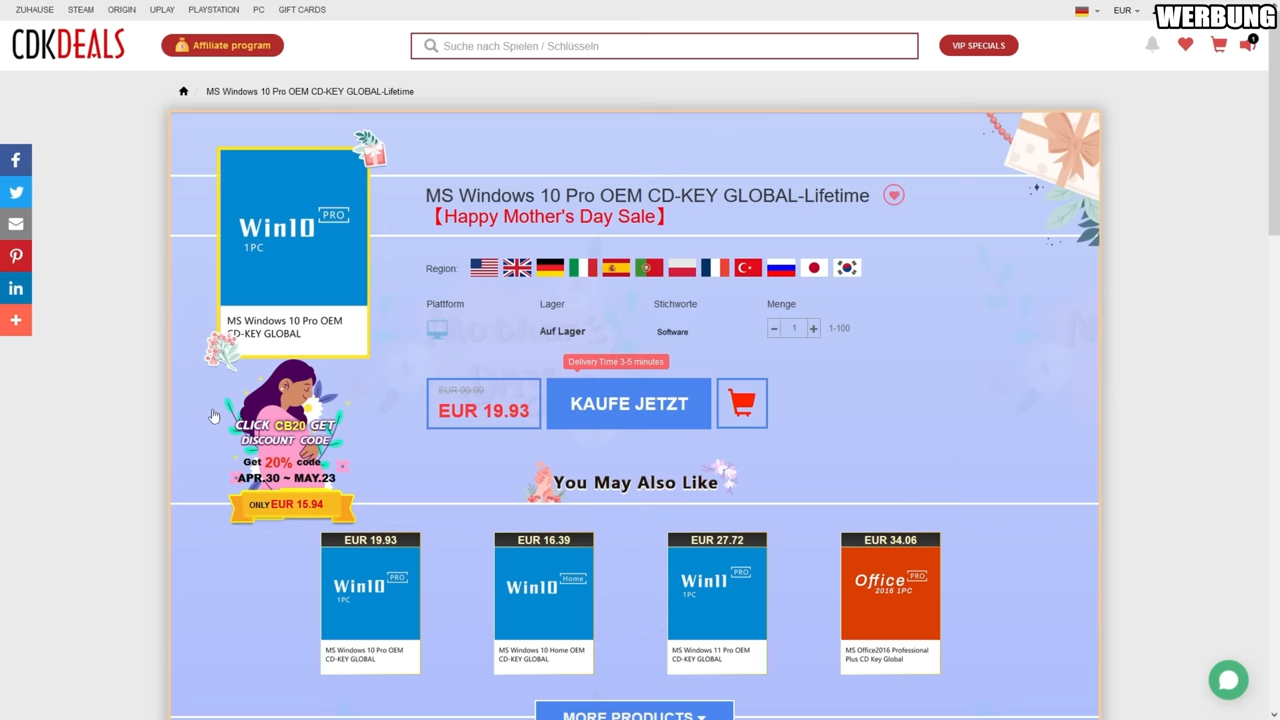 ZUHAUSE STEAM ORIGIN UPLAY PLAYSTATION PC GIFT CARDS EUR
WERBUNG
CDKDEALS
Affiliate program
Suche nach Spielen / Schlüsseln
VIP SPECIALS
1
MS Windows 10 Pro OEM CD-KEY GLOBAL-Lifetime
Win10 PRO
1PC
MS Windows 10 Pro OEM
CD-KEY GLOBAL
MS Windows 10 Pro OEM CD-KEY GLOBAL-Lifetime
【Happy Mother's Day Sale】
Region:
Plattform Lager Stichworte Menge
Auf Lager Software - 1 + 1-100
Delivery Time 3-5 minutes
EUR 99.99
EUR 19.93
KAUFE JETZT
CLICK CB20 GET
DISCOUNT CODE
Get 20% code
APR.30 ~ MAY.23
ONLY EUR 15.94
You May Also Like
EUR 19.93 EUR 16.39 EUR 27.72 EUR 34.06
Win10 PRO
1PC
Win10 Home
Win11 PRO
1PC
Office PRO
2016 1PC
MS Windows 10 Pro OEM
CD-KEY GLOBAL
MS Windows 10 Home OEM
CD-KEY GLOBAL
MS Windows 11 Pro OEM
CD-KEY GLOBAL
MS Office2016 Professional
Plus CD Key Global
MORE PRODUCTS